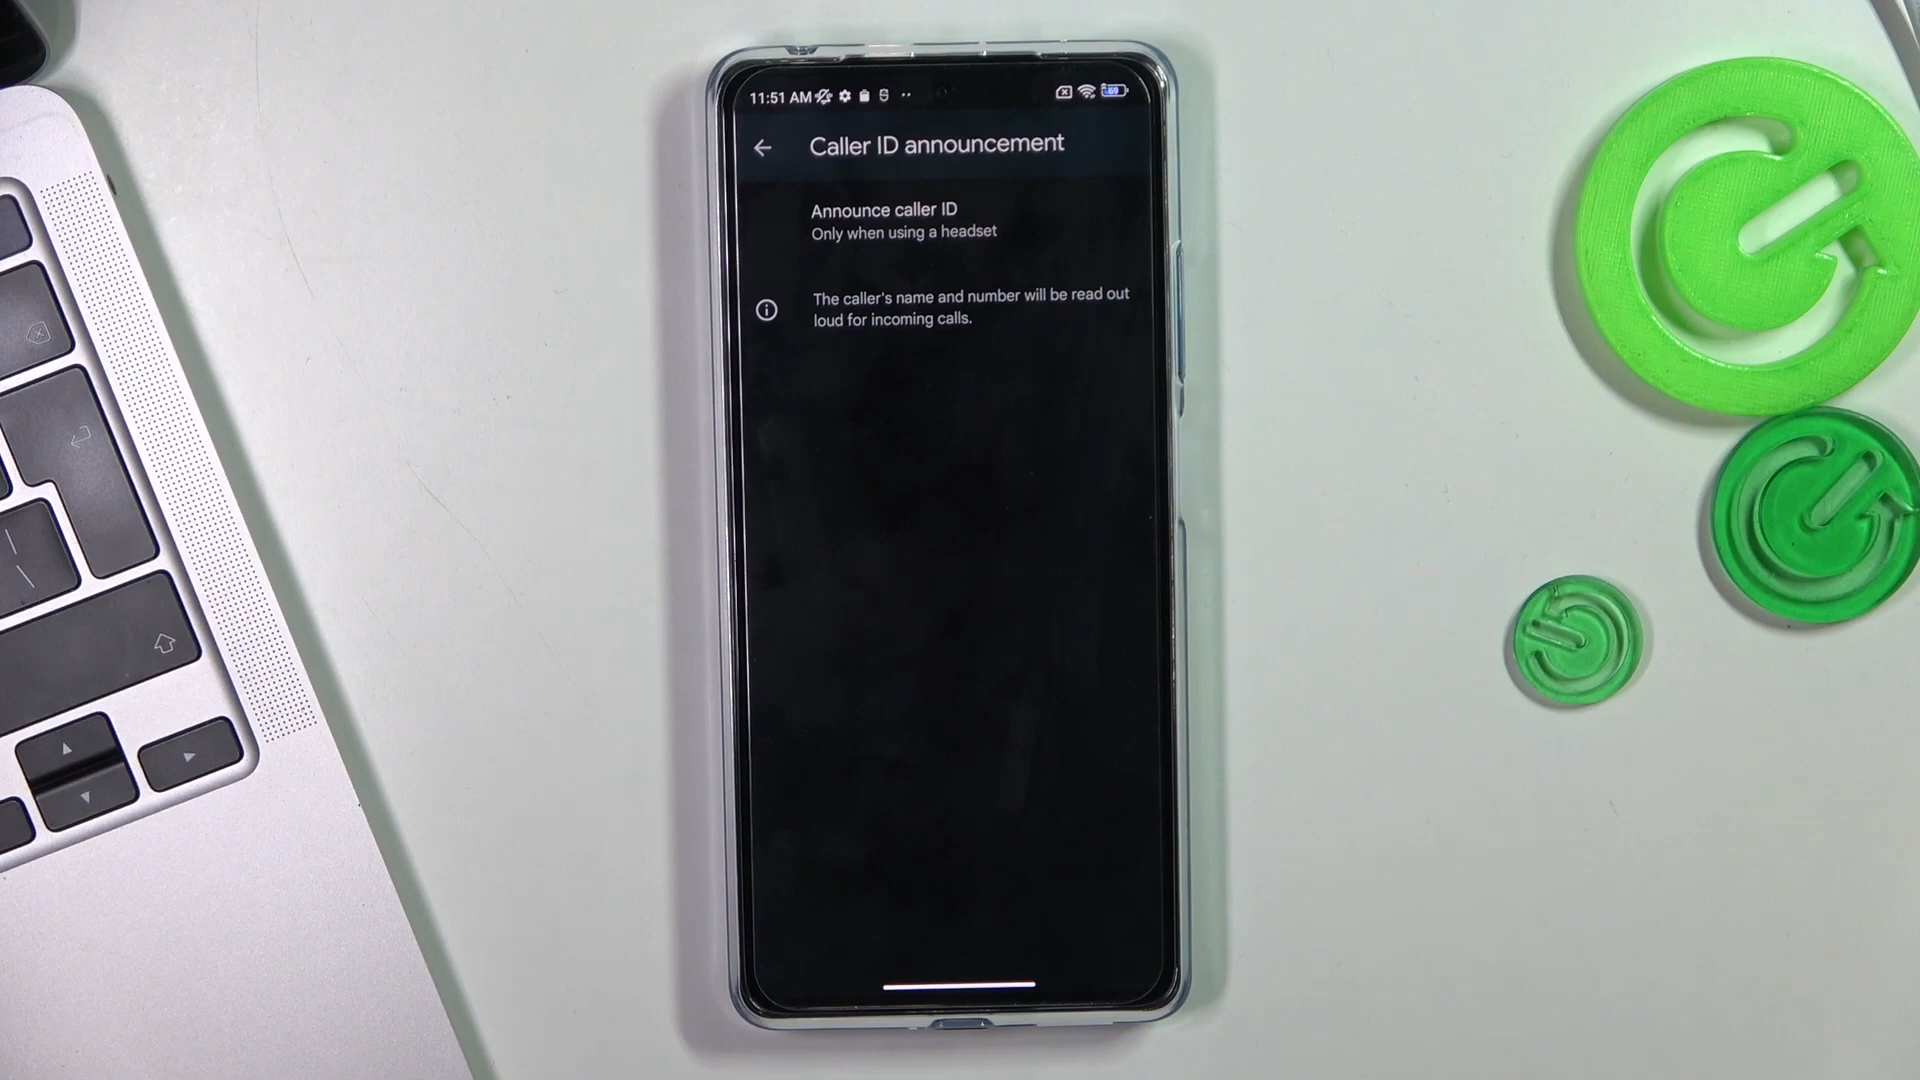 11:51 AM
69
Caller ID announcement
Announce caller ID
Only when using a headset
The caller's name and number will be read out
loud for incoming calls.